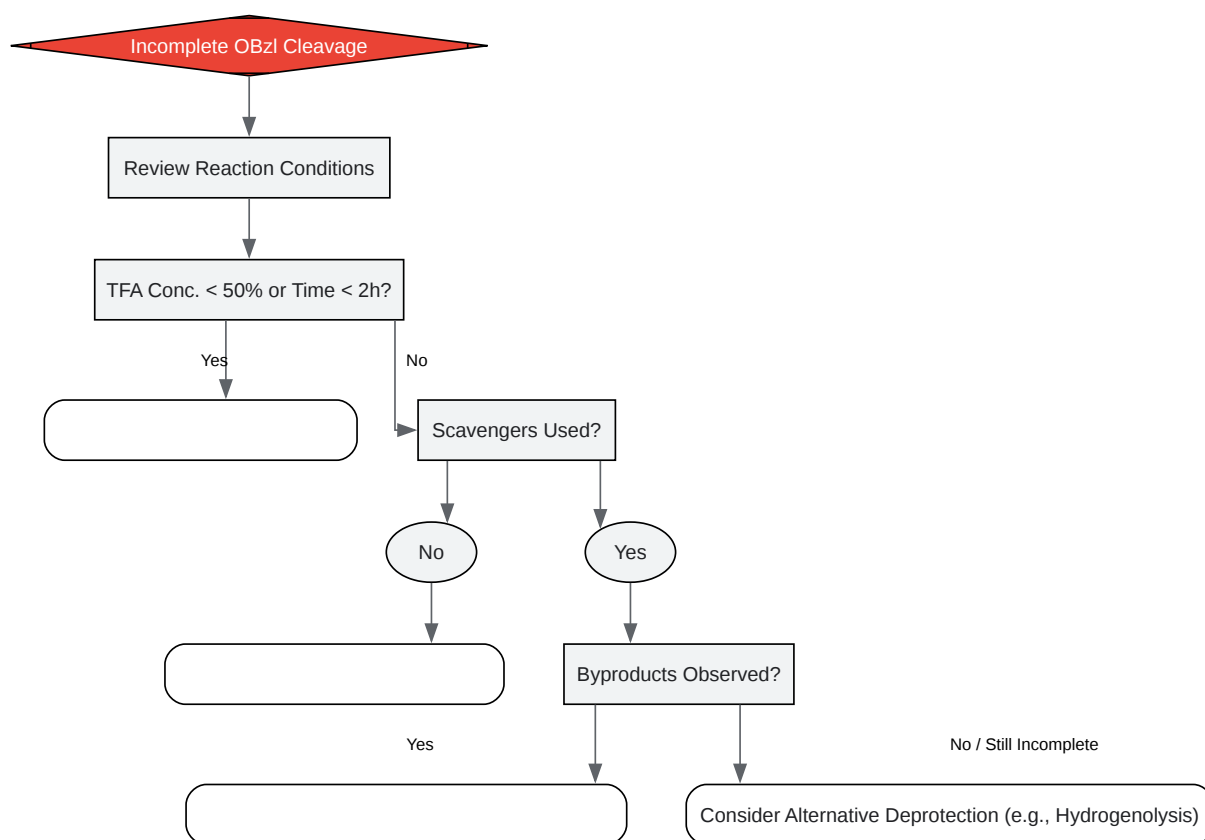 Incomplete OBzl Cleavage
Review Reaction Conditions
TFA Conc. < 50% or Time < 2h?
Yes
No
Scavengers Used?
No
Yes
Byproducts Observed?
Yes
No / Still Incomplete
Consider Alternative Deprotection (e.g., Hydrogenolysis)